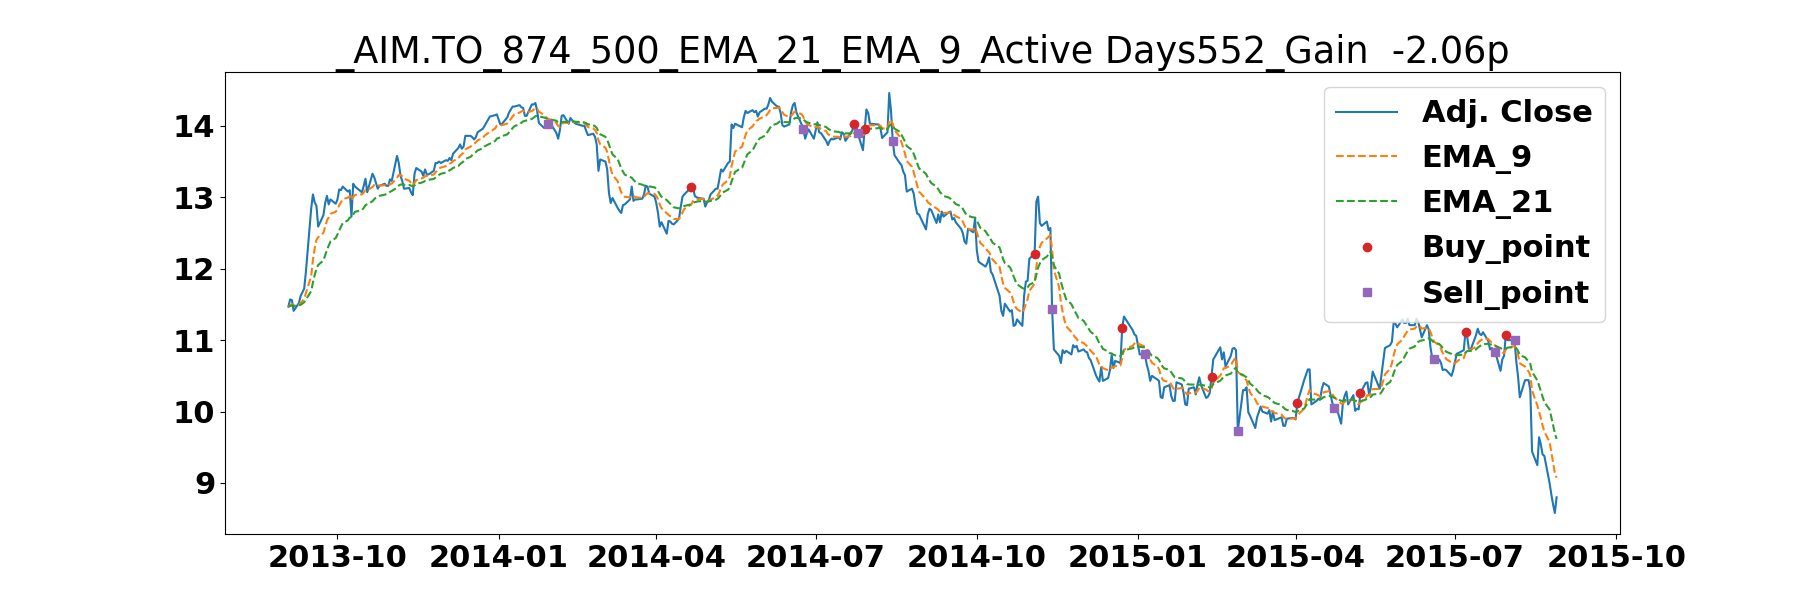 _AIM.TO_874_500_EMA_21_EMA_9_Active Days552_Gain  -2.06p
14
13
12
11
10
9
Adj. Close
EMA_9
EMA_21
Buy_point
Sell_point
2013-10 2014-01 2014-04 2014-07 2014-10 2015-01 2015-04 2015-07 2015-10